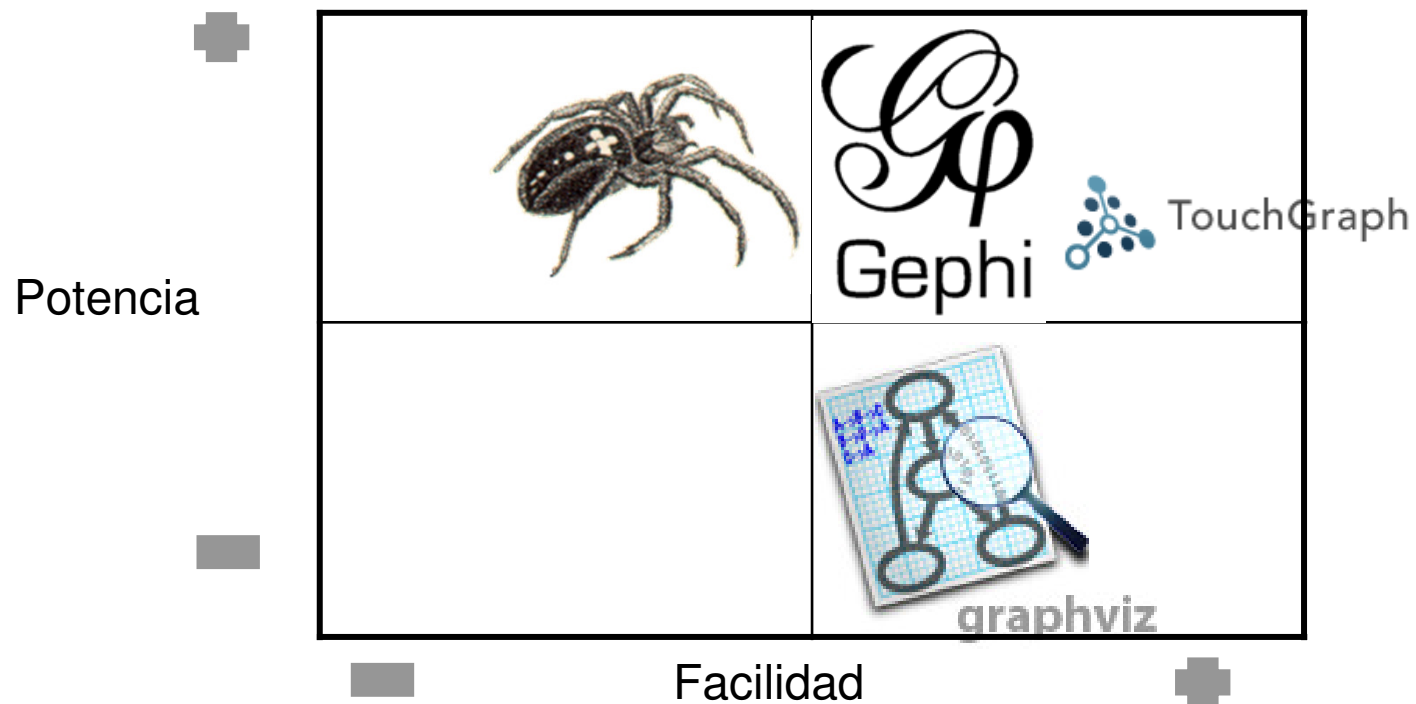 Potencia
Gephi
TouchGraph
A->B->C
B->E->A
C->A
graphviz
Facilidad